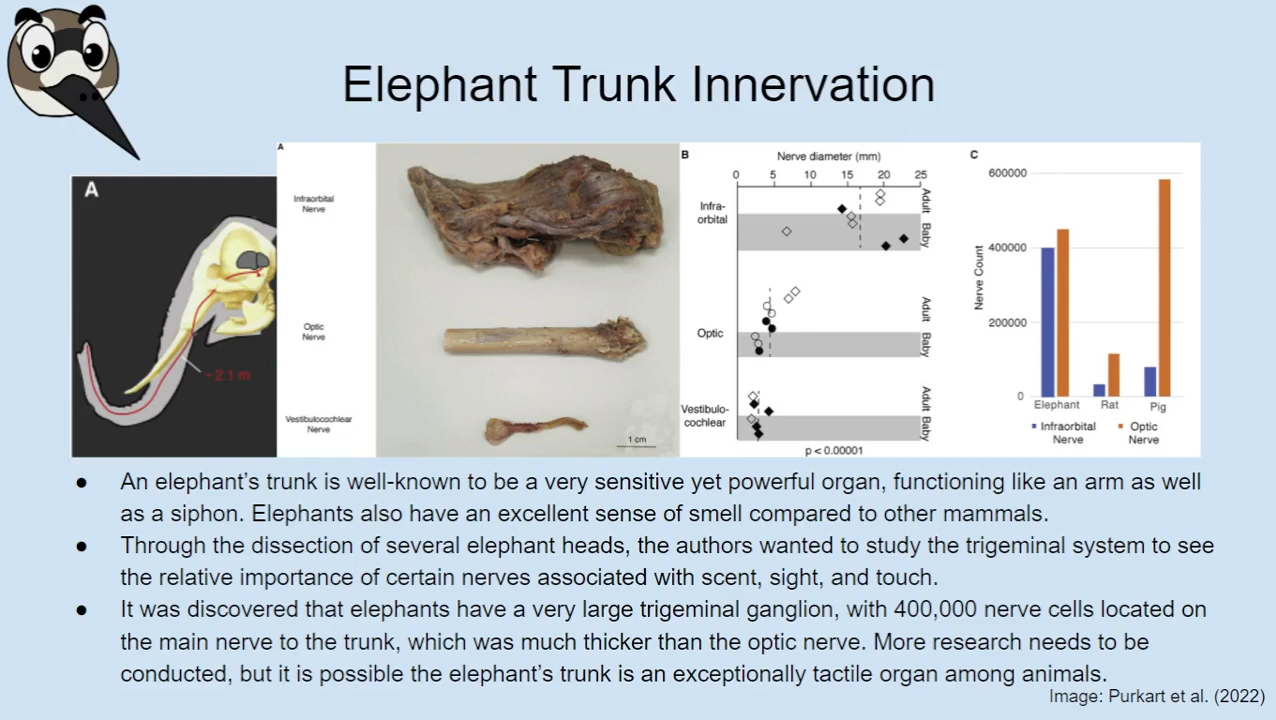 Elephant Trunk Innervation
A
~2.1 m
A
Infraorbital
Nerve
Optic
Nerve
Vestibulocochlear
Nerve
1 cm
B
Nerve diameter (mm)
0 5 10 15 20 25
Infra-
orbital
Adult
Baby
Optic
Adult
Baby
Vestibulo-
cochlear
Adult
Baby
p < 0.00001
C
Nerve Count
600000
400000
200000
0
Elephant Rat Pig
Infraorbital
Nerve
Optic
Nerve
● An elephant's trunk is well-known to be a very sensitive yet powerful organ, functioning like an arm as well
as a siphon. Elephants also have an excellent sense of smell compared to other mammals.
● Through the dissection of several elephant heads, the authors wanted to study the trigeminal system to see
the relative importance of certain nerves associated with scent, sight, and touch.
● It was discovered that elephants have a very large trigeminal ganglion, with 400,000 nerve cells located on
the main nerve to the trunk, which was much thicker than the optic nerve. More research needs to be
conducted, but it is possible the elephant's trunk is an exceptionally tactile organ among animals.
Image: Purkart et al. (2022)